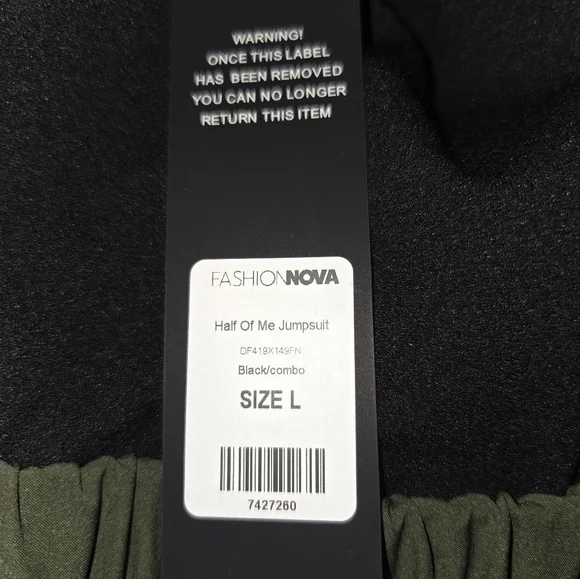 WARNING!
ONCE THIS LABEL
HAS BEEN REMOVED
YOU CAN NO LONGER
RETURN THIS ITEM
FASHIONNOVA
Half Of Me Jumpsuit
DF419X149FN
Black/combo
SIZE L
7427260